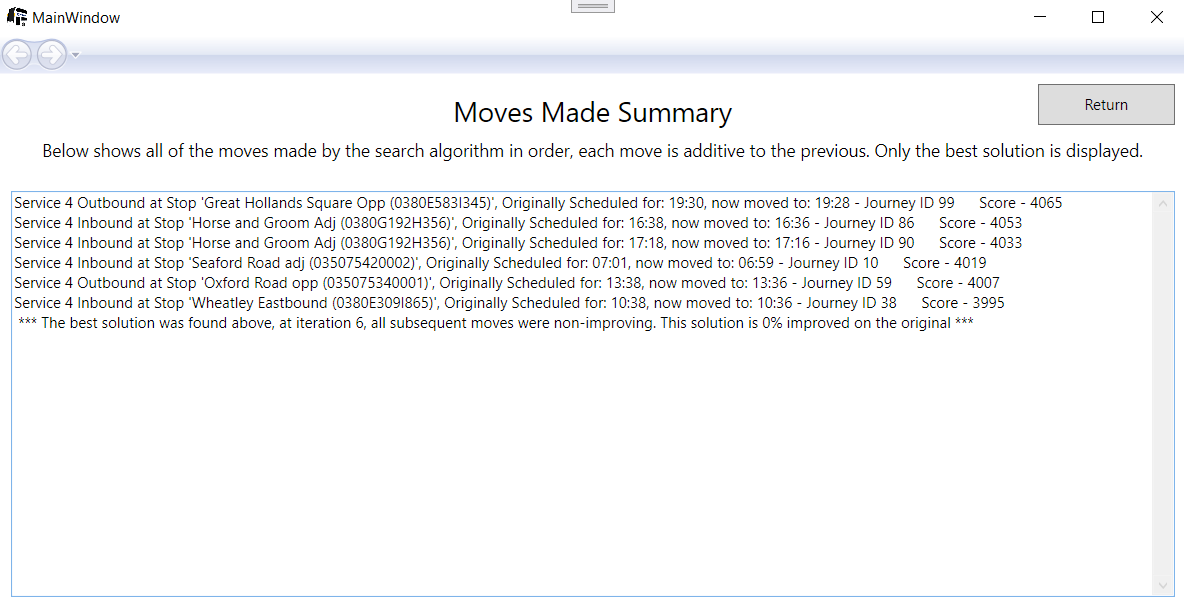 MainWindow
Return
Moves Made Summary
Below shows all of the moves made by the search algorithm in order, each move is additive to the previous. Only the best solution is displayed.
Service 4 Outbound at Stop 'Great Hollands Square Opp (0380E583I345)', Originally Scheduled for: 19:30, now moved to: 19:28 - Journey ID 99 Score - 4065
Service 4 Inbound at Stop 'Horse and Groom Adj (0380G192H356)', Originally Scheduled for: 16:38, now moved to: 16:36 - Journey ID 86 Score - 4053
Service 4 Inbound at Stop 'Horse and Groom Adj (0380G192H356)', Originally Scheduled for: 17:18, now moved to: 17:16 - Journey ID 90 Score - 4033
Service 4 Inbound at Stop 'Seaford Road adj (035075420002)', Originally Scheduled for: 07:01, now moved to: 06:59 - Journey ID 10 Score - 4019
Service 4 Outbound at Stop 'Oxford Road opp (035075340001)', Originally Scheduled for: 13:38, now moved to: 13:36 - Journey ID 59 Score - 4007
Service 4 Inbound at Stop 'Wheatley Eastbound (0380E309I865)', Originally Scheduled for: 10:38, now moved to: 10:36 - Journey ID 38 Score - 3995
*** The best solution was found above, at iteration 6, all subsequent moves were non-improving. This solution is 0% improved on the original ***